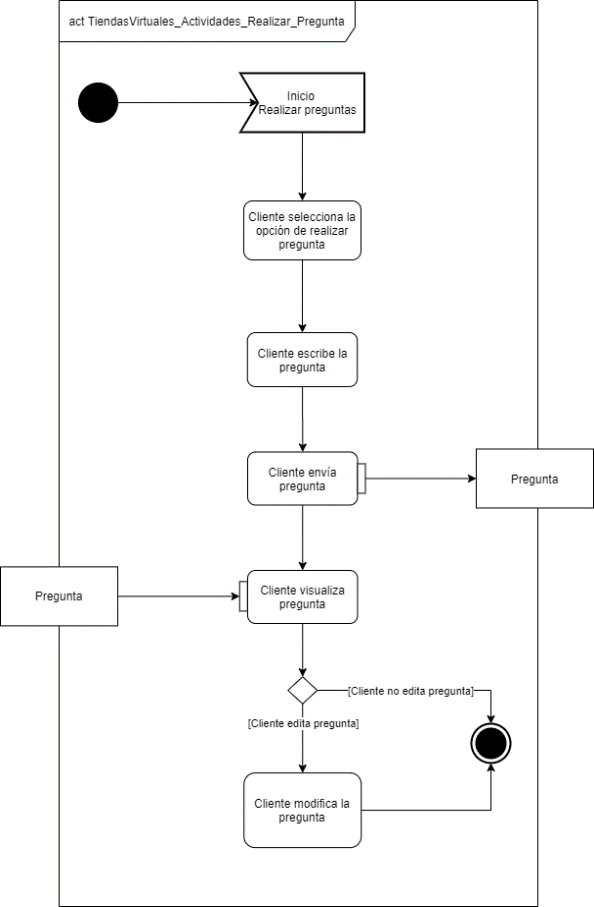 act TiendasVirtuales_Actividades_Realizar_Pregunta
Inicio
Realizar preguntas
Cliente selecciona la
opción de realizar
pregunta
Cliente escribe la
pregunta
Cliente envía
pregunta
Pregunta
Cliente visualiza
pregunta
Pregunta
[Cliente no edita pregunta]
[Cliente edita pregunta]
Cliente modifica la
pregunta